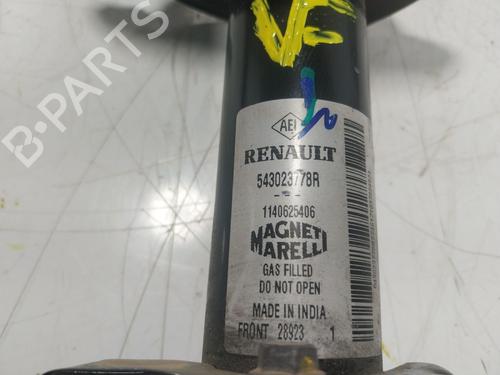 B-PARTS
AEI
RENAULT
543023778R
---
1140625406
MAGNETI
MARELLI
GAS FILLED
DO NOT OPEN
MADE IN INDIA
FRONT 28923 1